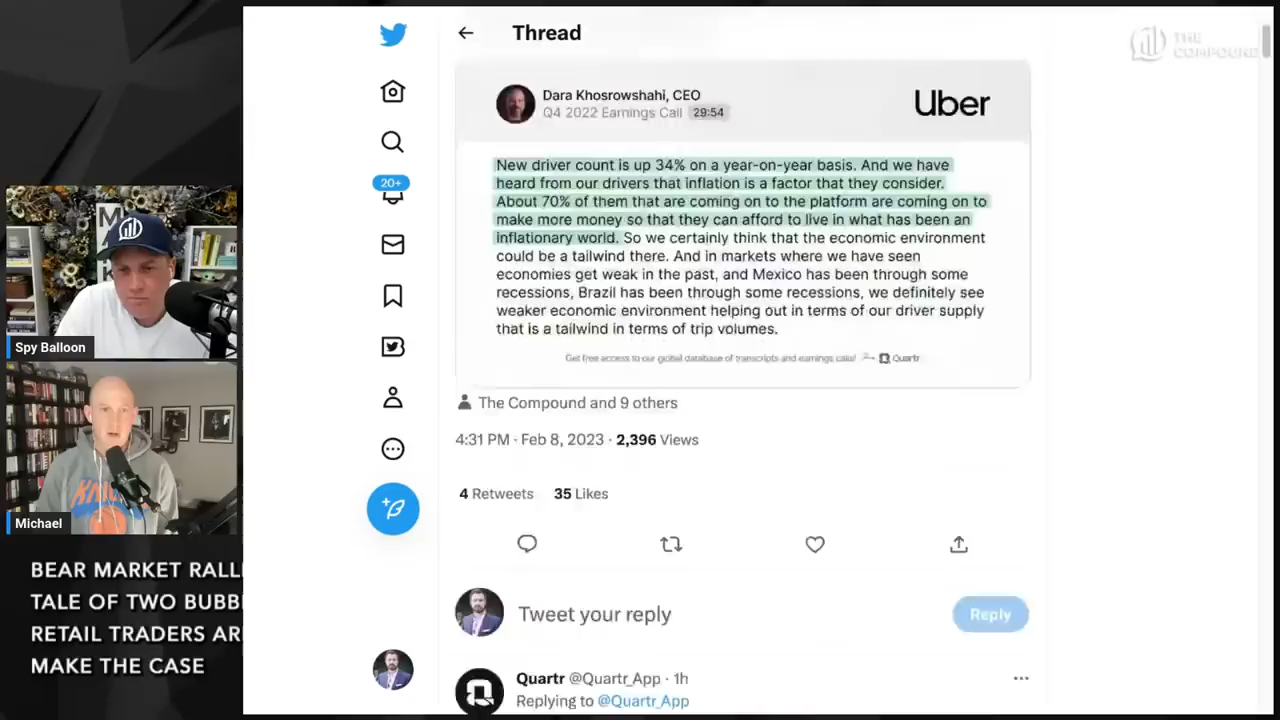 THE
COMPOUND
Thread
Dara Khosrowshahi, CEO
Q4 2022 Earnings Call 29:54
Uber
New driver count is up 34% on a year-on-year basis. And we have
heard from our drivers that inflation is a factor that they consider.
About 70% of them that are coming on to the platform are coming on to
make more money so that they can afford to live in what has been an
inflationary world. So we certainly think that the economic environment
could be a tailwind there. And in markets where we have seen
economies get weak in the past, and Mexico has been through some
recessions, Brazil has been through some recessions, we definitely see
weaker economic environment helping out in terms of our driver supply
that is a tailwind in terms of trip volumes.
Get free access to our global database of transcripts and earnings calls! Quartr
The Compound and 9 others
4:31 PM · Feb 8, 2023 · 2,396 Views
4 Retweets 35 Likes
Tweet your reply
Reply
Quartr @Quartr_App · 1h
Replying to @Quartr_App
20+
Spy Balloon
KNICKS
Michael
BEAR MARKET RALL
TALE OF TWO BUBB
RETAIL TRADERS AR
MAKE THE CASE